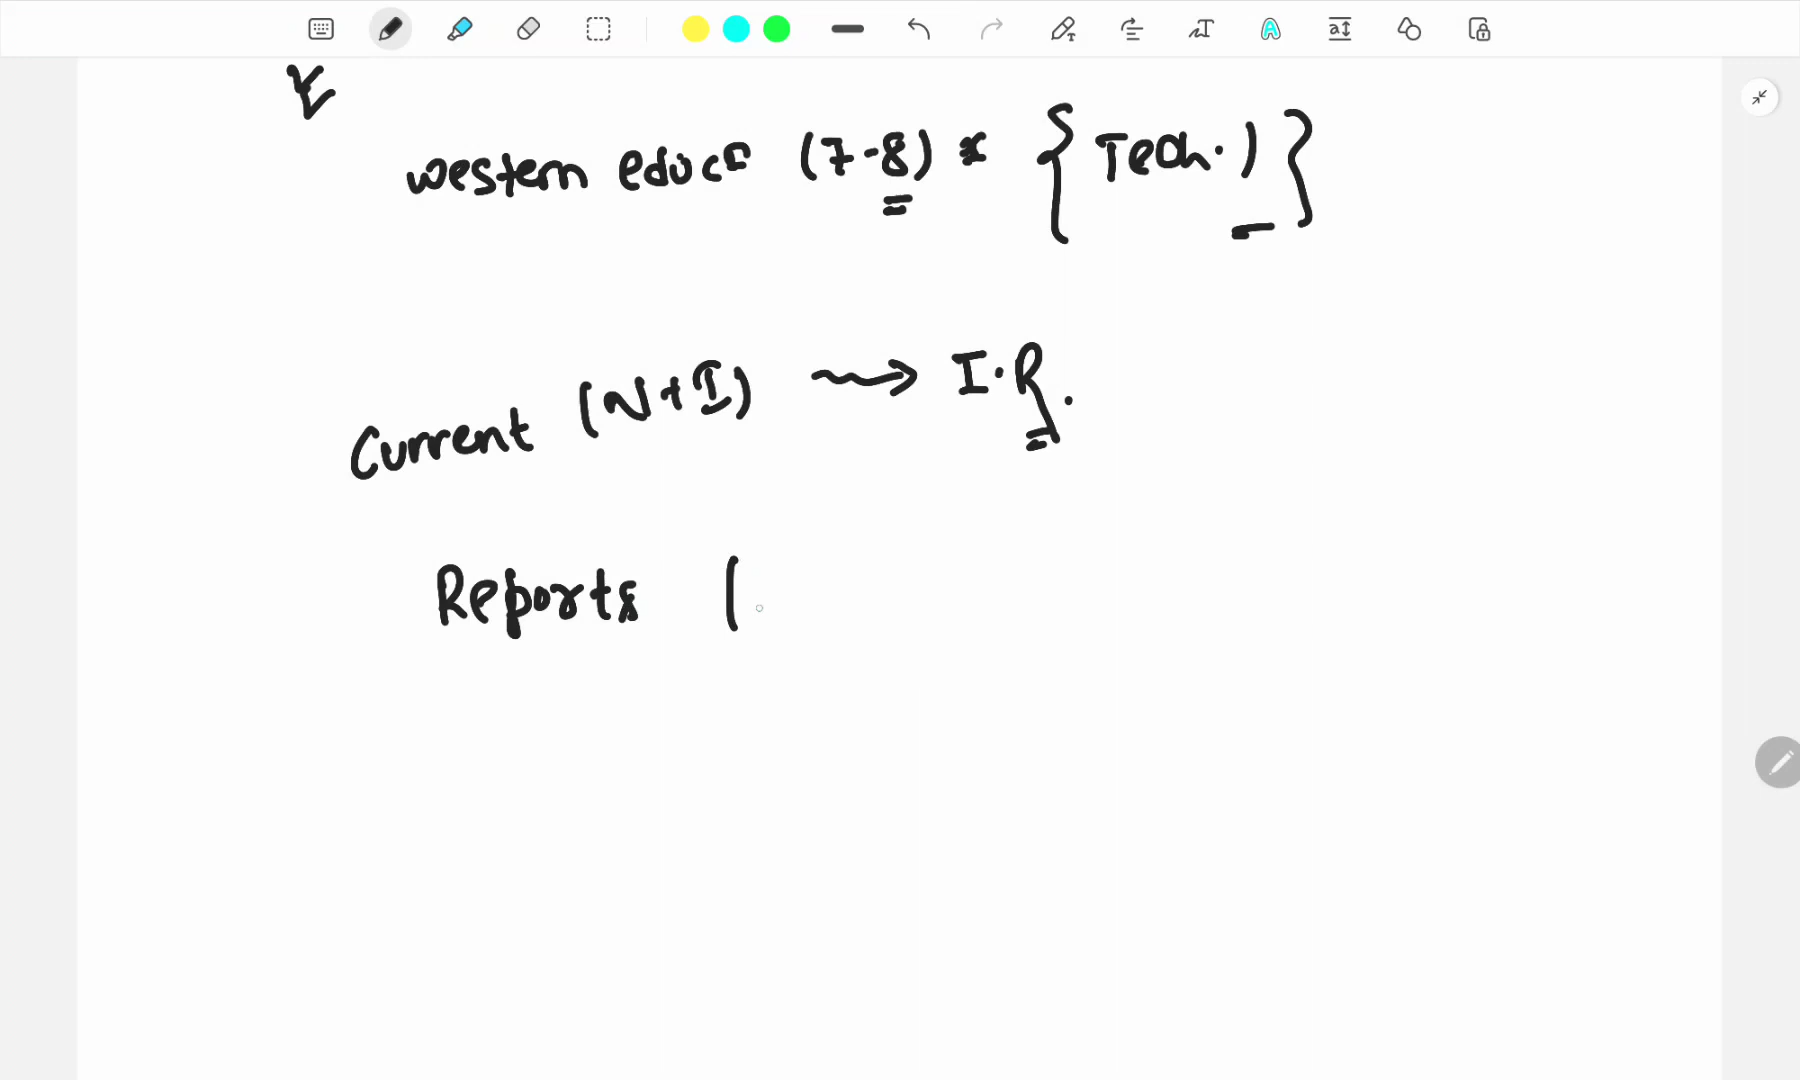 western educⁿ (7-8) * { Tech.) }
Current (N+I) ⟿ I.R.
Reports (